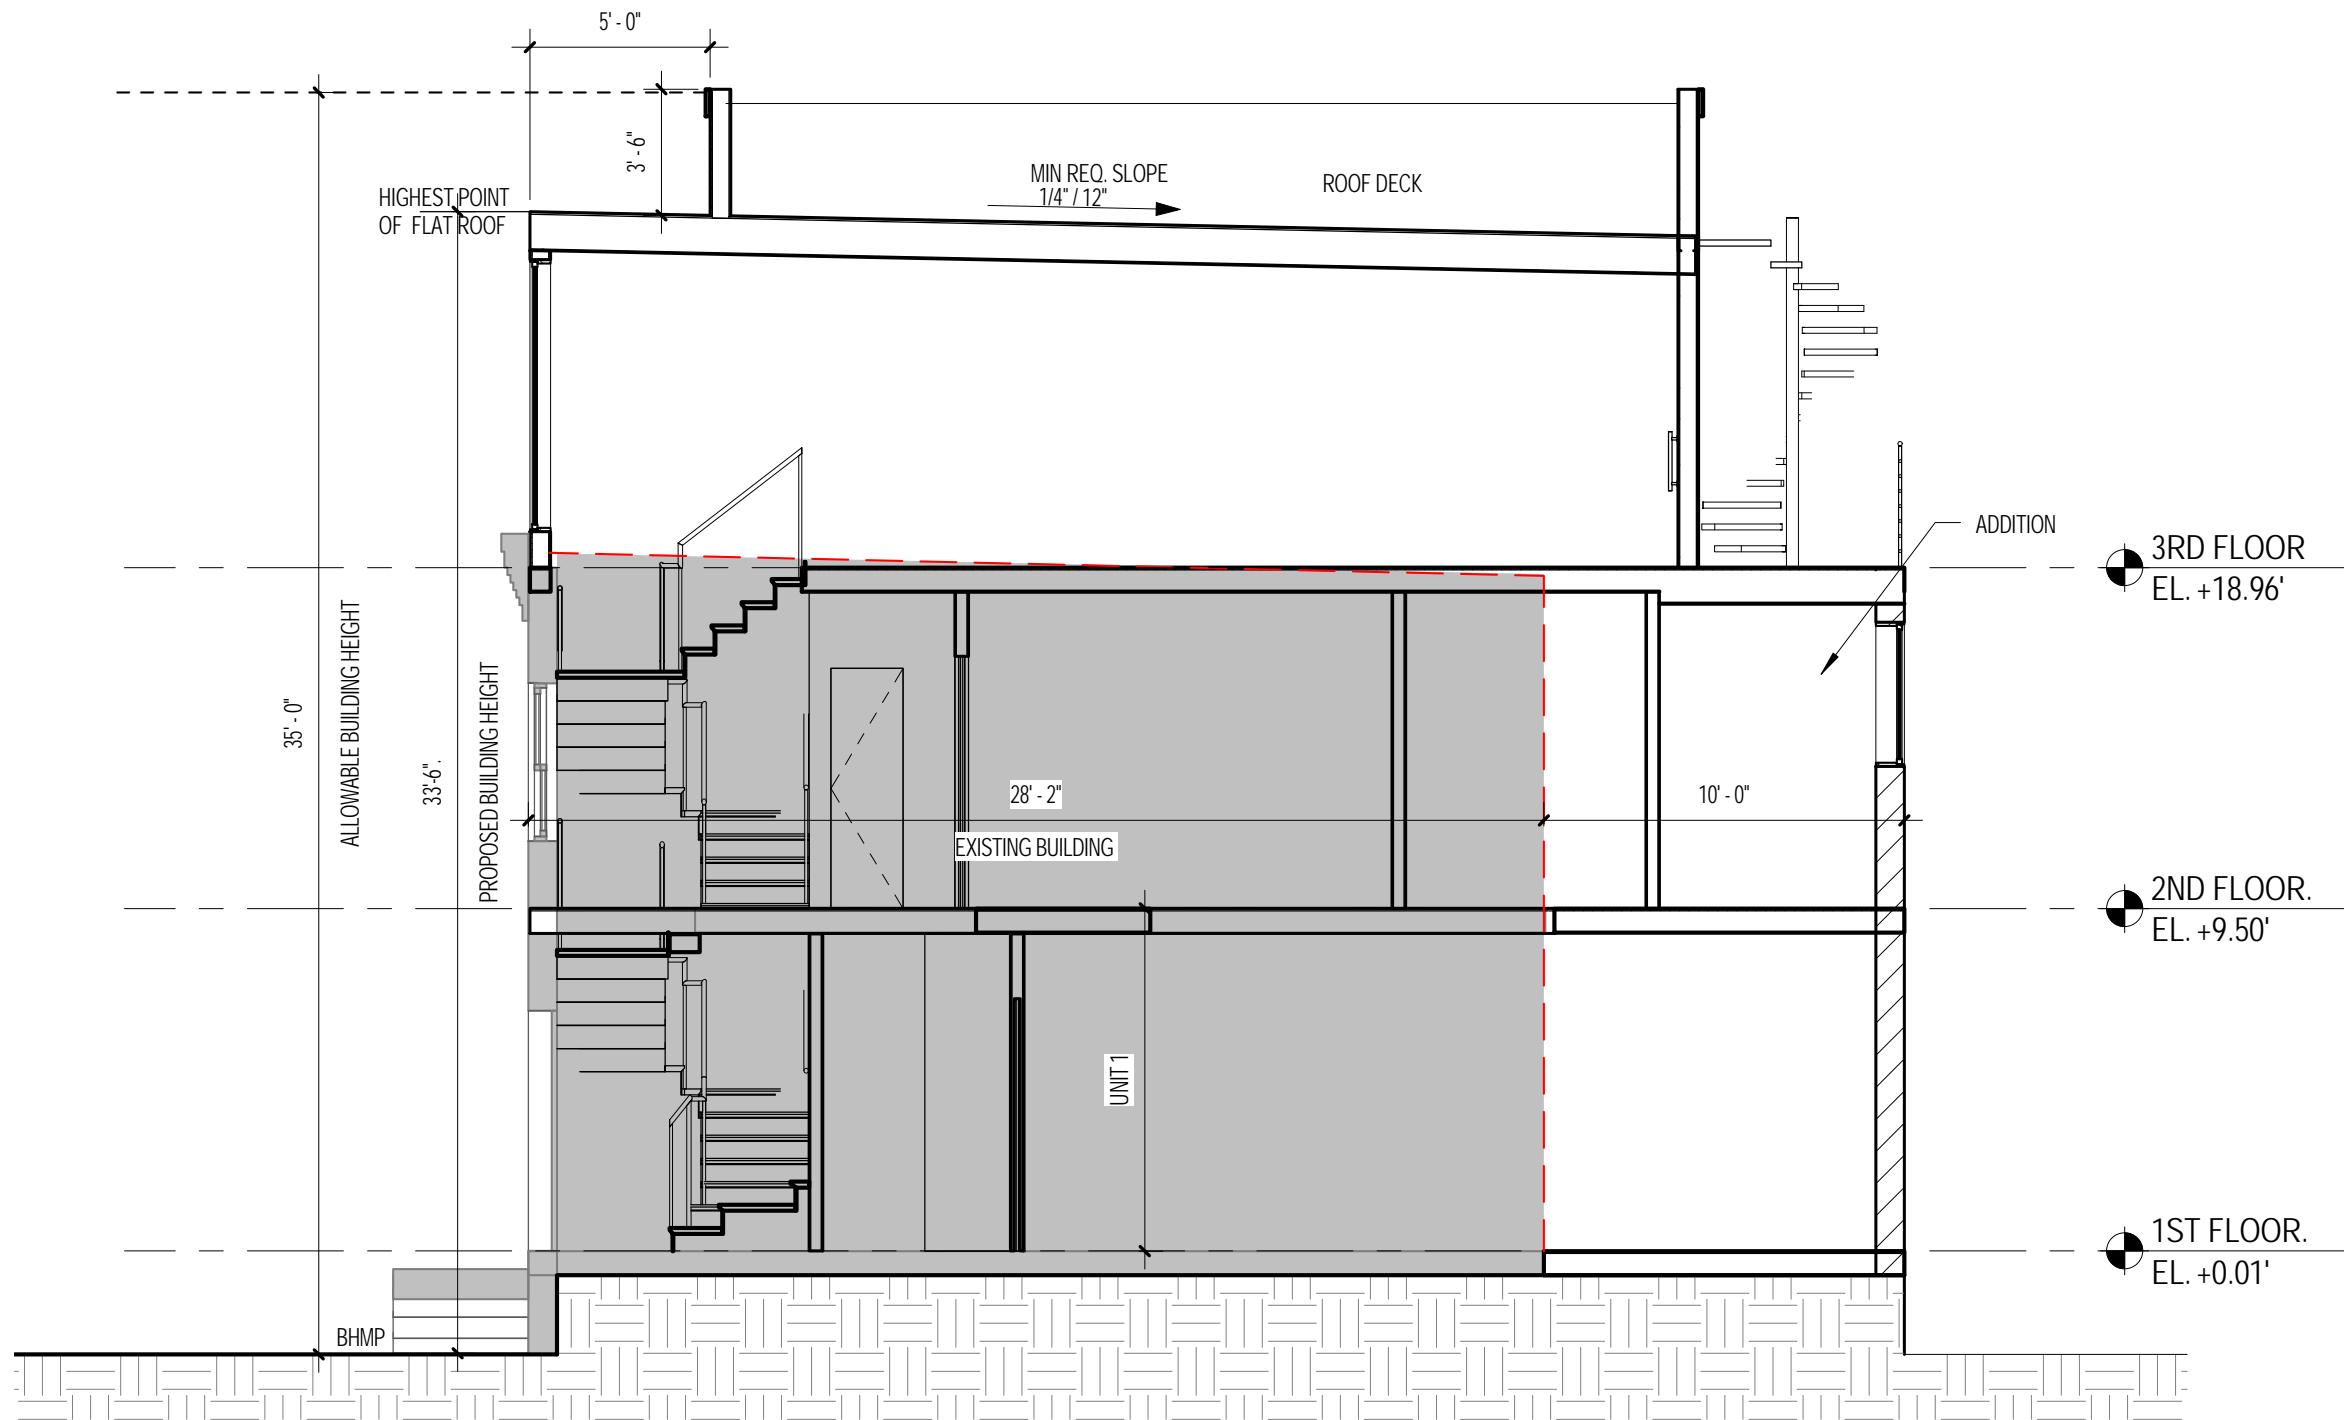 5' - 0"
3' - 6"
MIN REQ. SLOPE
1/4" / 12"
ROOF DECK
HIGHEST POINT
OF FLAT ROOF
ADDITION
3RD FLOOR
EL. +18.96'
35' - 0"
ALLOWABLE BUILDING HEIGHT
33'-6".
PROPOSED BUILDING HEIGHT
28' - 2"
EXISTING BUILDING
10' - 0"
2ND FLOOR.
EL. +9.50'
UNIT 1
1ST FLOOR.
EL. +0.01'
BHMP